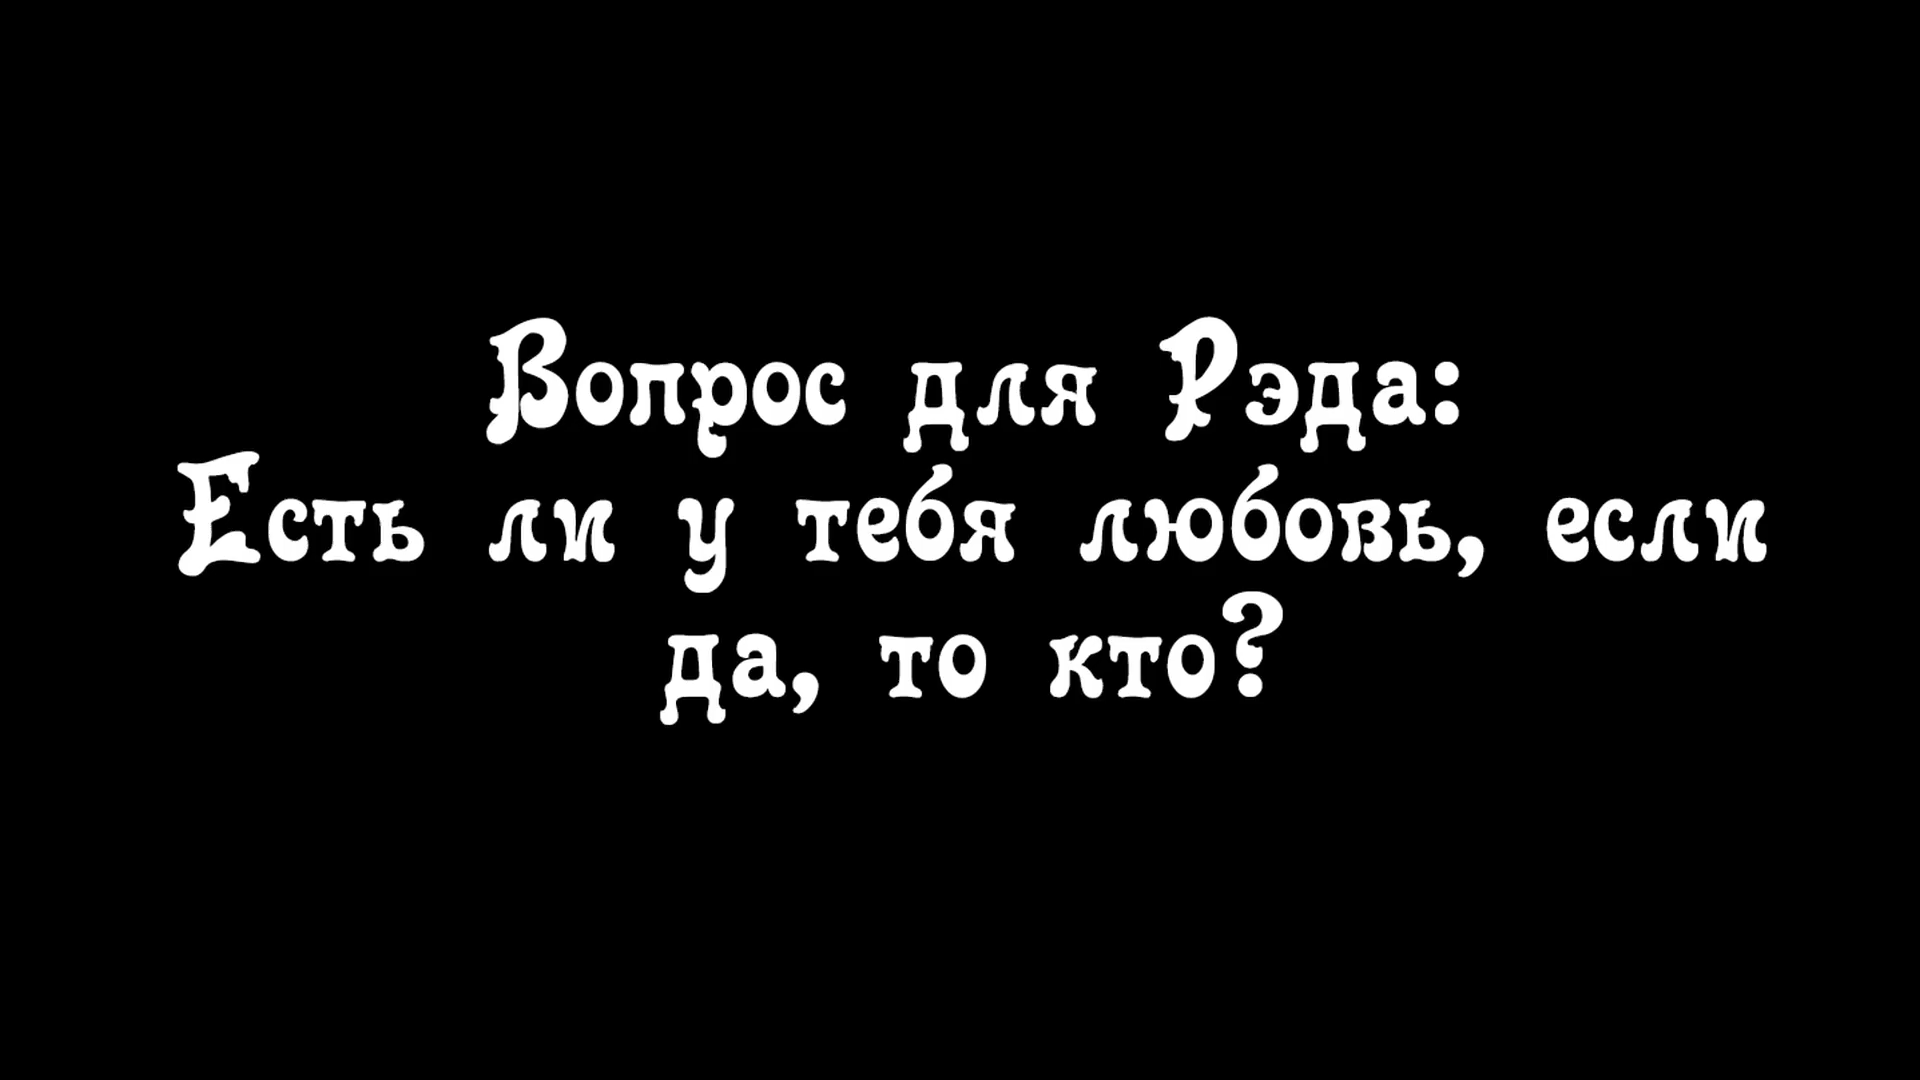 Вопрос для Рэда:
Есть ли у тебя любовь, если
да, то кто?